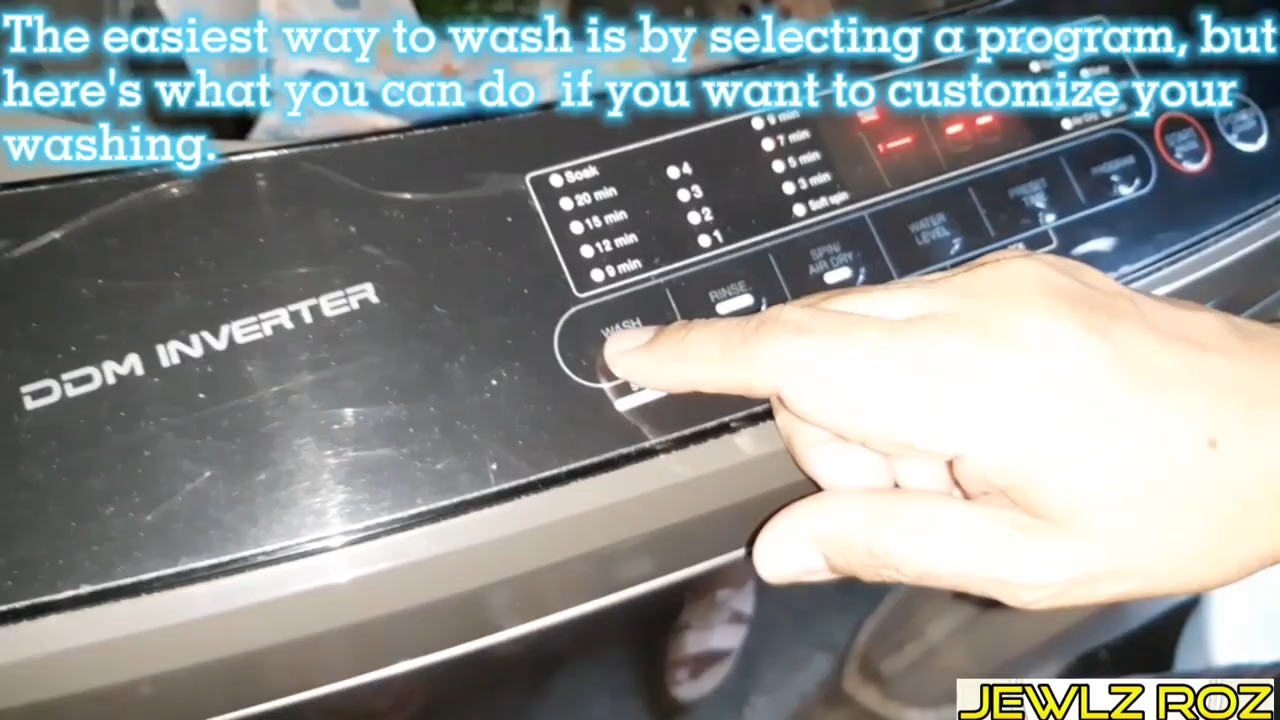 The easiest way to wash is by selecting a program, but
here's what you can do if you want to customize your
washing.
Soak
20 min
15 min
12 min
9 min
4
3
2
1
9 min
7 min
5 min
3 min
Soft spin
DDM INVERTER
WASH
RINSE
SPIN/
AIR DRY
WATER
LEVEL
PROGRAM
JEWLZ ROZ